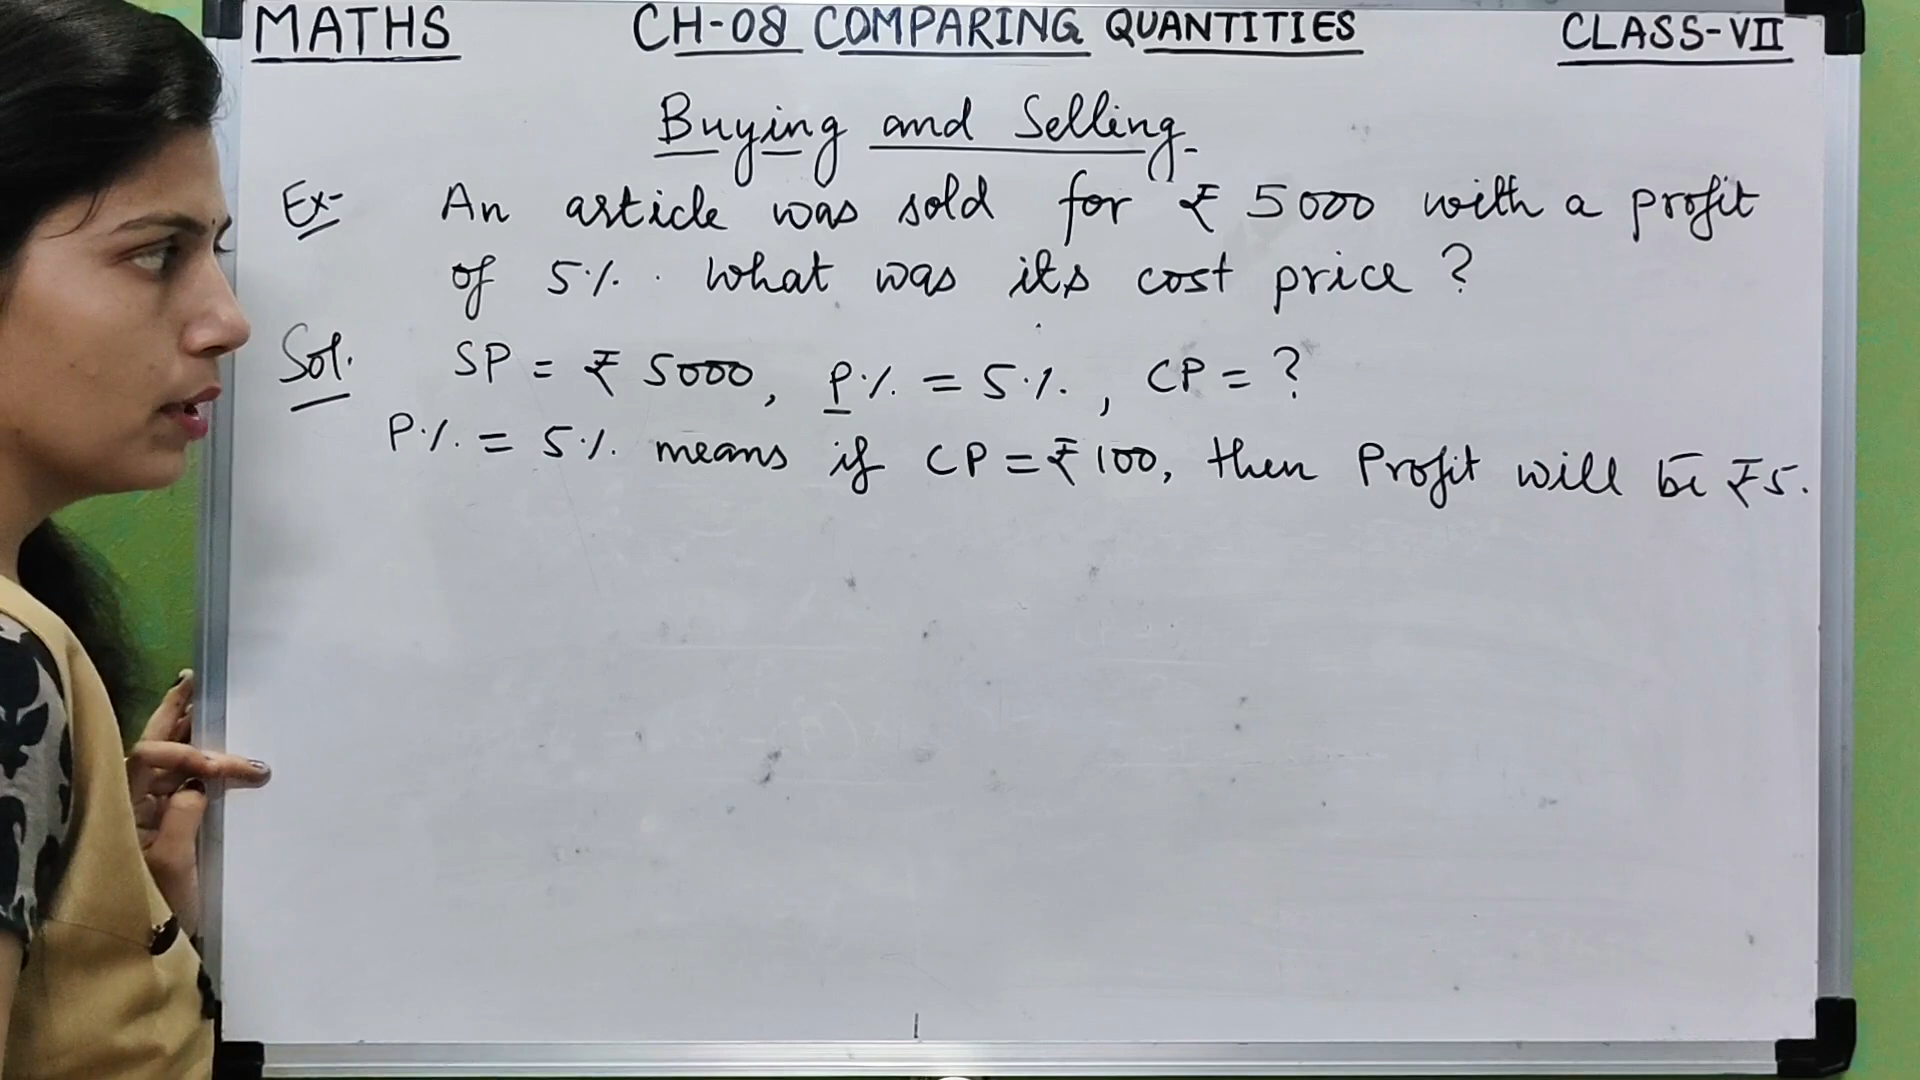 MATHS CH-08 COMPARING QUANTITIES CLASS-VII
Buying and Selling
Ex- An article was sold for ₹ 5000 with a profit
of 5%. What was its cost price ?
Sol. SP = ₹ 5000, P% = 5%, CP = ?
P% = 5% means if CP = ₹100, then Profit will be ₹5.